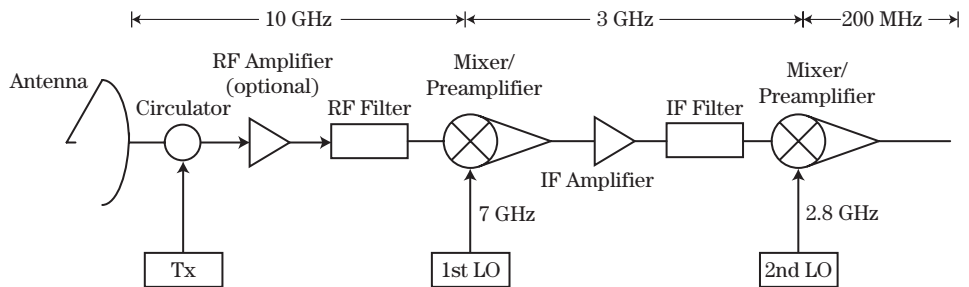 10 GHz
3 GHz
200 MHz
Antenna
Circulator
RF Amplifier
(optional)
RF Filter
Mixer/
Preamplifier
IF Amplifier
IF Filter
Mixer/
Preamplifier
7 GHz
2.8 GHz
Tx
1st LO
2nd LO